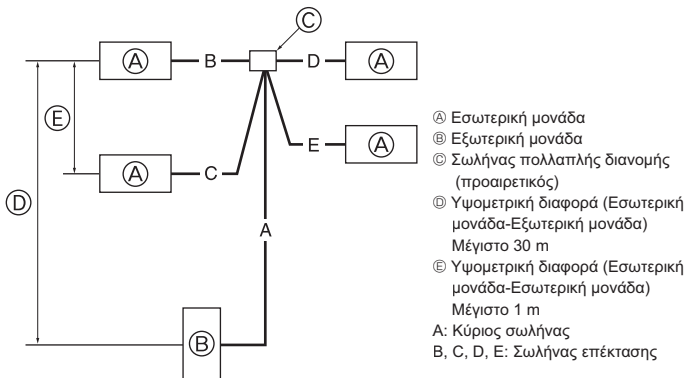 Ⓒ
Ⓐ B D Ⓐ
Ⓔ
Ⓐ C E Ⓐ
Ⓓ
A
Ⓑ
Ⓐ Εσωτερική μονάδα
Ⓑ Εξωτερική μονάδα
Ⓒ Σωλήνας πολλαπλής διανομής
(προαιρετικός)
Ⓓ Υψομετρική διαφορά (Εσωτερική
μονάδα-Εξωτερική μονάδα)
Μέγιστο 30 m
Ⓔ Υψομετρική διαφορά (Εσωτερική
μονάδα-Εσωτερική μονάδα)
Μέγιστο 1 m
A: Κύριος σωλήνας
B, C, D, E: Σωλήνας επέκτασης